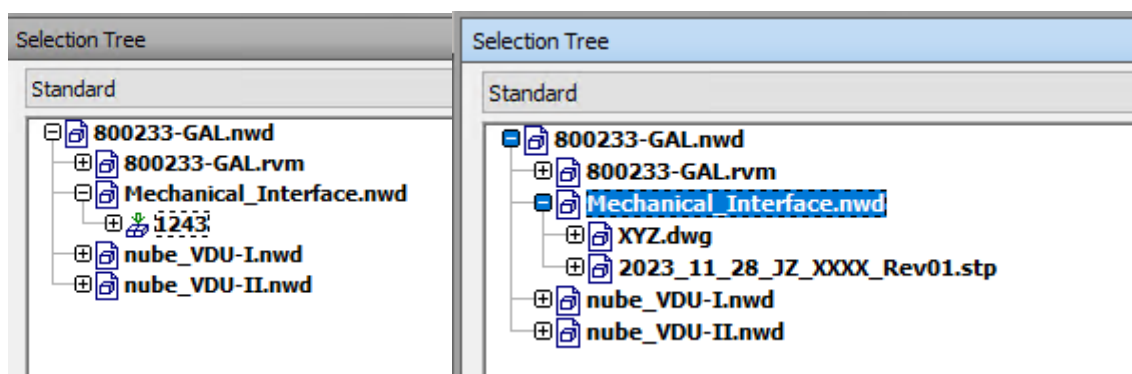 Selection Tree
Standard
800233-GAL.nwd
800233-GAL.rvm
Mechanical_Interface.nwd
1243
nube_VDU-I.nwd
nube_VDU-II.nwd
Selection Tree
Standard
800233-GAL.nwd
800233-GAL.rvm
Mechanical_Interface.nwd
XYZ.dwg
2023_11_28_JZ_XXXX_Rev01.stp
nube_VDU-I.nwd
nube_VDU-II.nwd